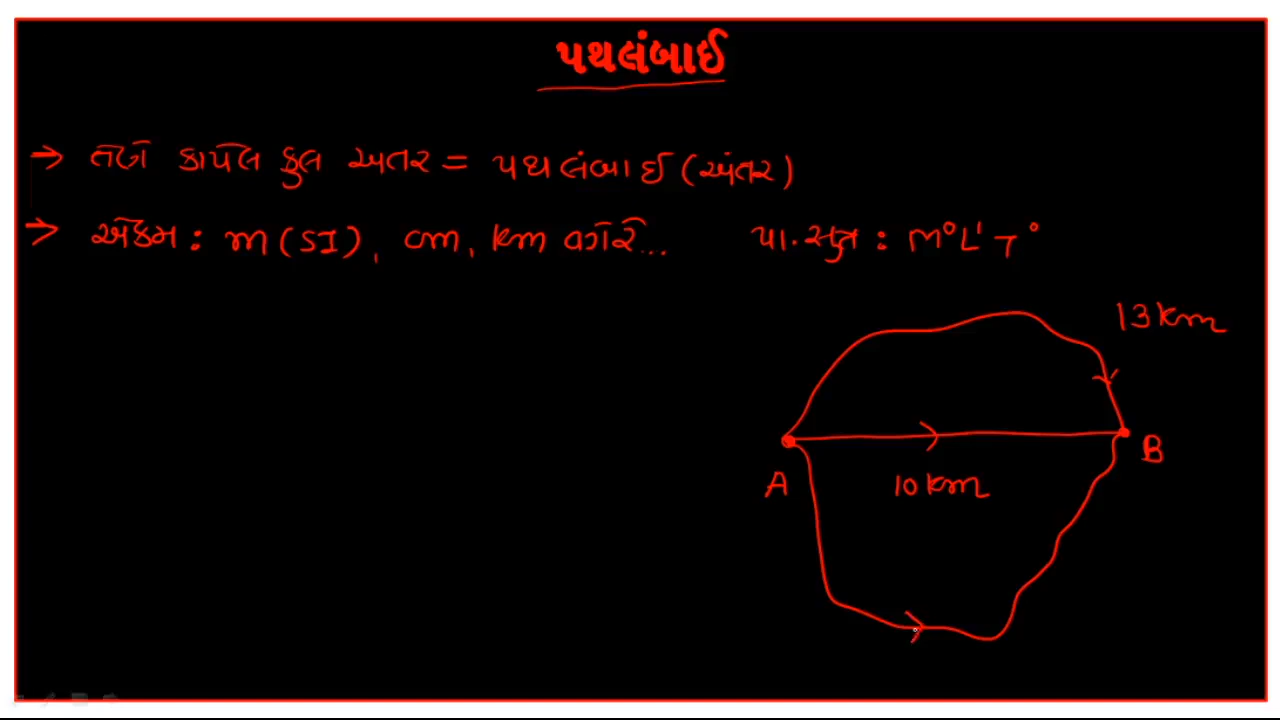 પથલંબાઈ
→ તેણે કાપેલ કુલ અંતર = પથલંબાઈ (અંતર)
→ એકમ : m (SI), cm, km વગેરે... પા.સૂત્ર : M⁰L¹T⁰
13 km
A
B
10 km